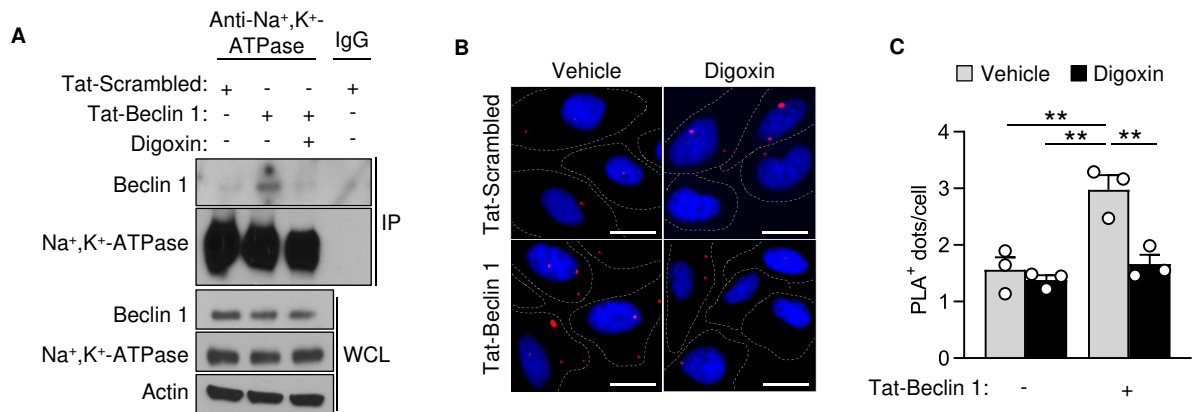 A
Anti-Na⁺,K⁺-
ATPase
IgG
Tat-Scrambled: + - - +
Tat-Beclin 1: - + + -
Digoxin: - - + -
Beclin 1
Na⁺,K⁺-ATPase
IP
Beclin 1
Na⁺,K⁺-ATPase
Actin
WCL
B
Vehicle Digoxin
Tat-Scrambled
Tat-Beclin 1
C
Vehicle Digoxin
**
** **
PLA⁺ dots/cell
4
3
2
1
0
Tat-Beclin 1: - +